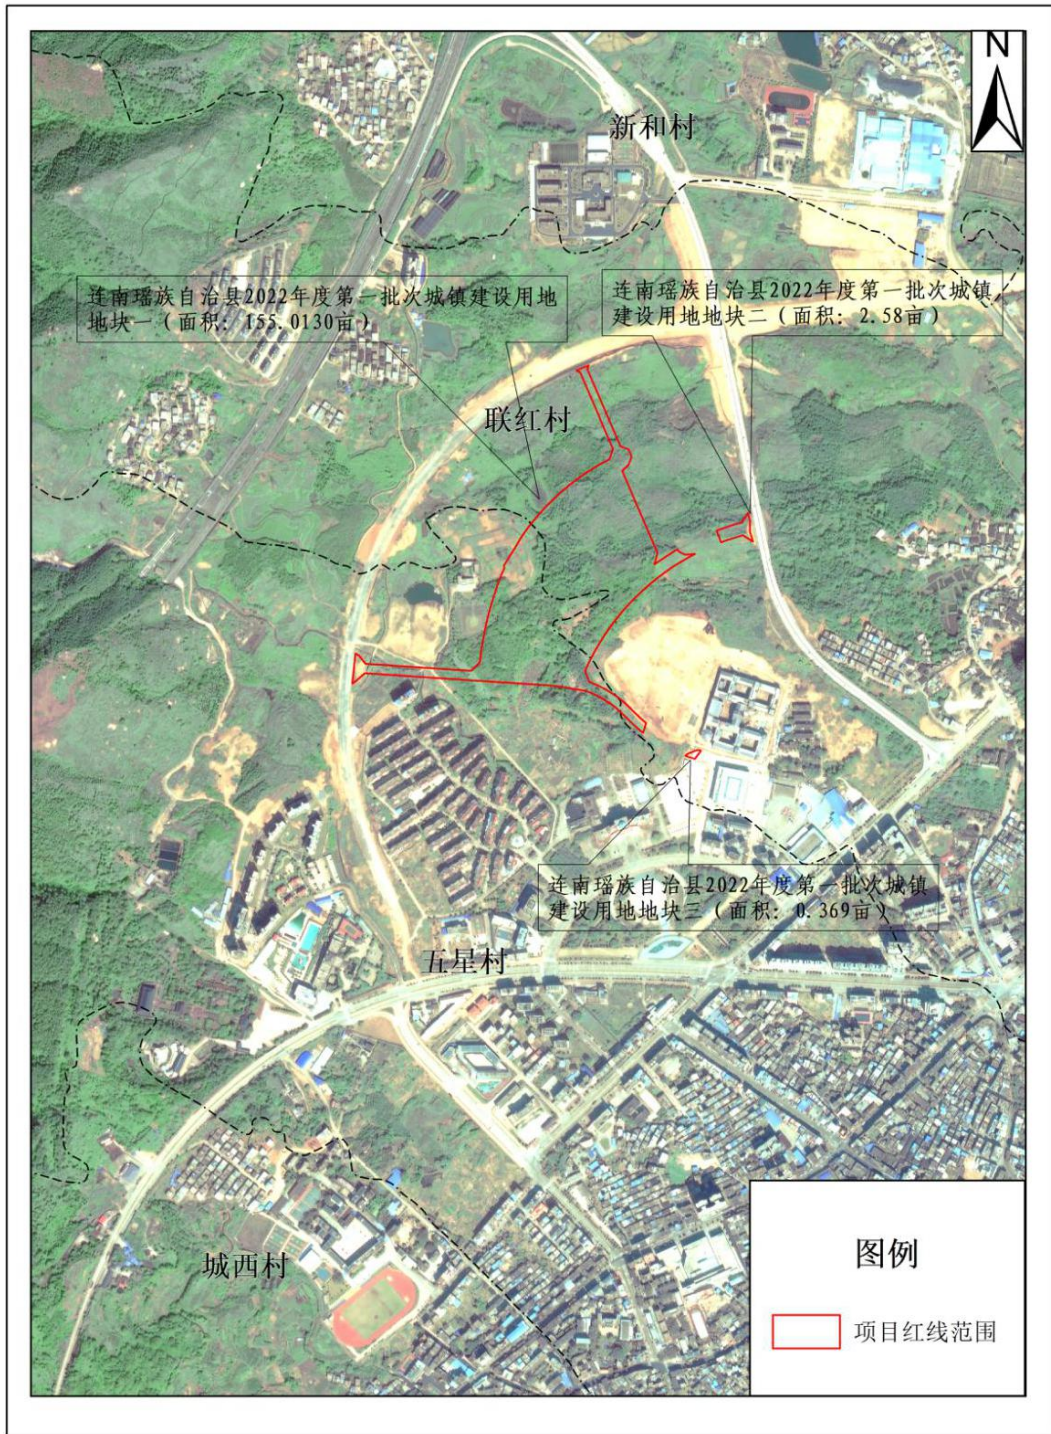 N
新和村
连南瑶族自治县2022年度第一批次城镇建设用地
地块一（面积：155.0130亩）
连南瑶族自治县2022年度第一批次城镇
建设用地地块二（面积：2.58亩）
联红村
连南瑶族自治县2022年度第一批次城镇
建设用地地块三（面积：0.369亩）
五星村
城西村
图例
项目红线范围